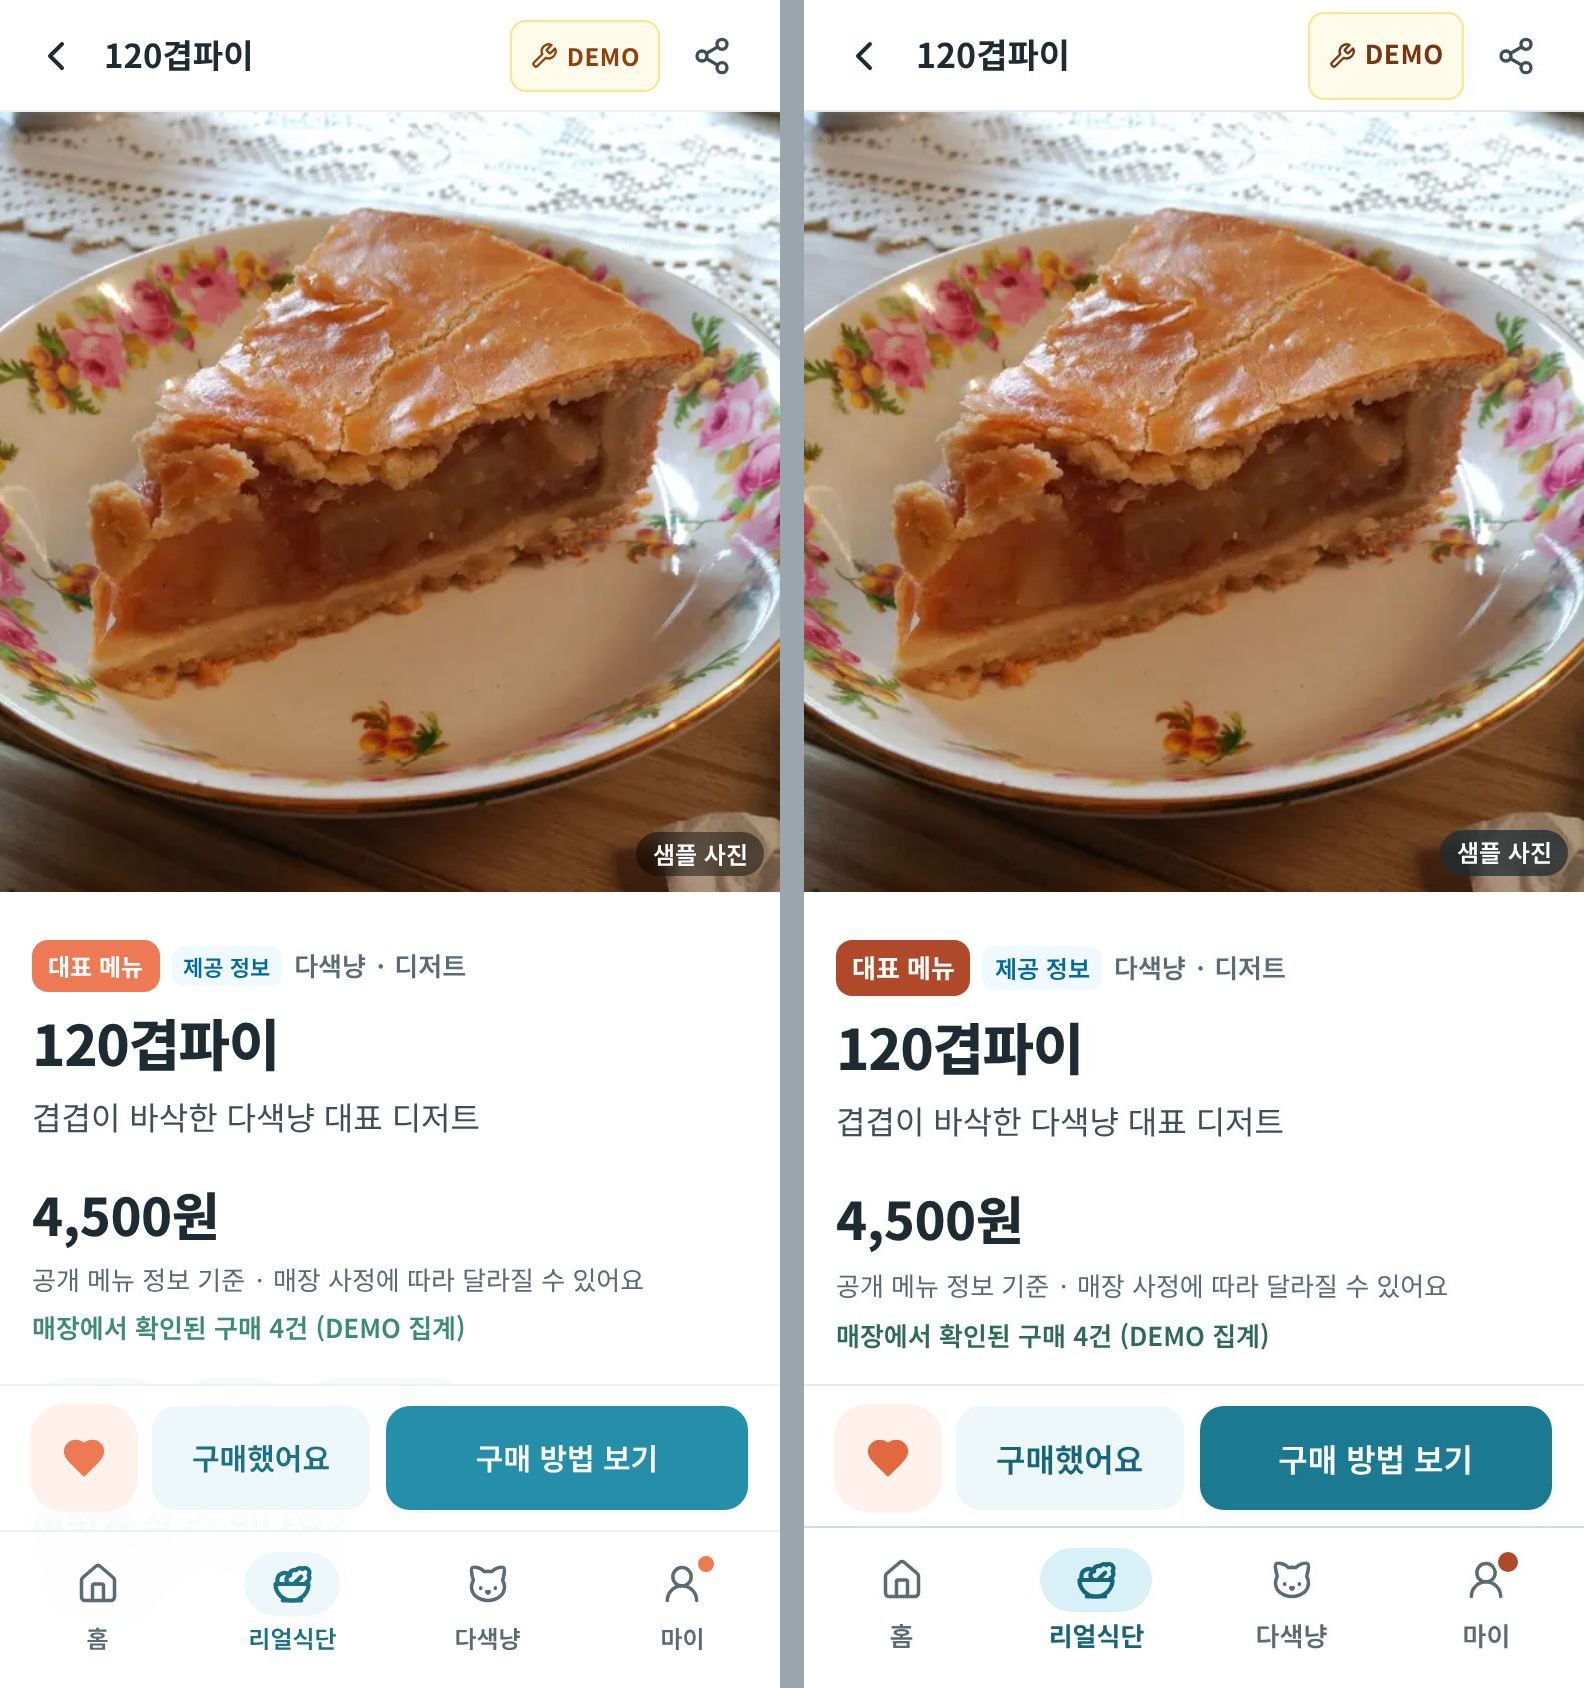 120겹파이
DEMO
샘플 사진
대표 메뉴 제공 정보 다색냥 · 디저트
120겹파이
겹겹이 바삭한 다색냥 대표 디저트
4,500원
공개 메뉴 정보 기준 · 매장 사정에 따라 달라질 수 있어요
매장에서 확인된 구매 4건 (DEMO 집계)
구매했어요 구매 방법 보기
홈 리얼식단 다색냥 마이
120겹파이
DEMO
샘플 사진
대표 메뉴 제공 정보 다색냥 · 디저트
120겹파이
겹겹이 바삭한 다색냥 대표 디저트
4,500원
공개 메뉴 정보 기준 · 매장 사정에 따라 달라질 수 있어요
매장에서 확인된 구매 4건 (DEMO 집계)
구매했어요 구매 방법 보기
홈 리얼식단 다색냥 마이